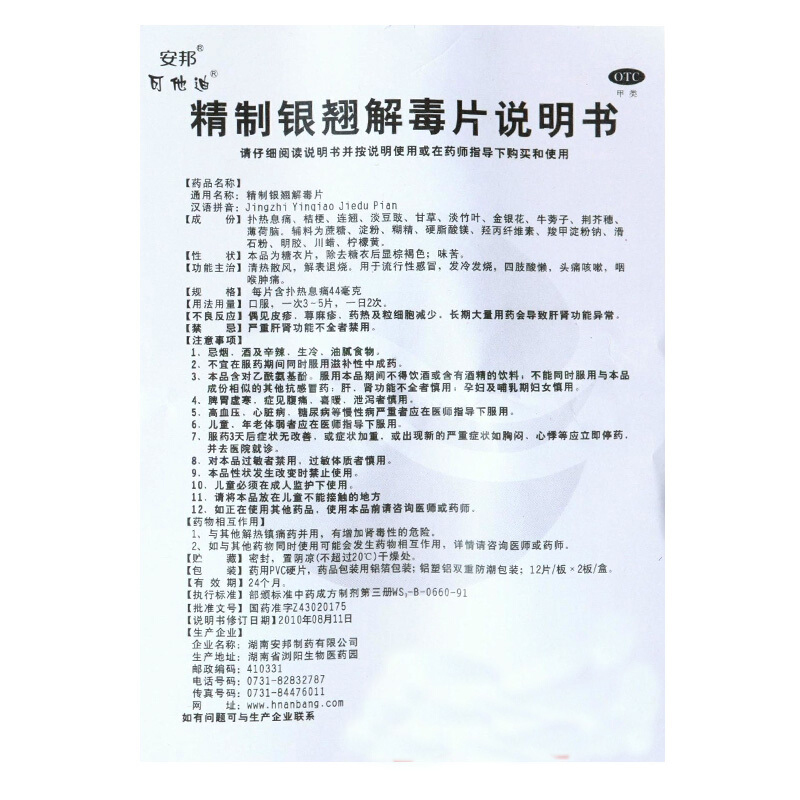 安邦®
可他迪®
OTC
甲类
精制银翘解毒片说明书
请仔细阅读说明书并按说明使用或在药师指导下购买和使用
【药品名称】
通用名称：精制银翘解毒片
汉语拼音：Jingzhi Yinqiao Jiedu Pian
【成　份】扑热息痛、桔梗、连翘、淡豆豉、甘草、淡竹叶、金银花、牛蒡子、荆芥穗、
薄荷脑。辅料为蔗糖、淀粉、糊精、硬脂酸镁、羟丙纤维素、羧甲淀粉钠、滑
石粉、明胶、川蜡、柠檬黄。
【性　状】本品为糖衣片，除去糖衣后显棕褐色；味苦。
【功能主治】清热散风，解表退烧。用于流行性感冒，发冷发烧，四肢酸懒，头痛咳嗽，咽
喉肿痛。
【规　格】每片含扑热息痛44毫克
【用法用量】口服，一次3~5片，一日2次。
【不良反应】偶见皮疹、荨麻疹、药热及粒细胞减少。长期大量用药会导致肝肾功能异常。
【禁　忌】严重肝肾功能不全者禁用。
【注意事项】
1、忌烟、酒及辛辣、生冷、油腻食物。
2、不宜在服药期间同时服用滋补性中成药。
3、本品含对乙酰氨基酚。服用本品期间不得饮酒或含有酒精的饮料；不能同时服用与本品
成份相似的其他抗感冒药；肝、肾功能不全者慎用；孕妇及哺乳期妇女慎用。
4、脾胃虚寒，症见腹痛、喜暖、泄泻者慎用。
5、高血压、心脏病、糖尿病等慢性病严重者应在医师指导下服用。
6、儿童、年老体弱者应在医师指导下服用。
7、服药3天后症状无改善，或症状加重，或出现新的严重症状如胸闷、心悸等应立即停药，
并去医院就诊。
8、对本品过敏者禁用，过敏体质者慎用。
9、本品性状发生改变时禁止使用。
10、儿童必须在成人监护下使用。
11、请将本品放在儿童不能接触的地方
12、如正在使用其他药品，使用本品前请咨询医师或药师。
【药物相互作用】
1、与其他解热镇痛药并用，有增加肾毒性的危险。
2、如与其他药物同时使用可能会发生药物相互作用，详情请咨询医师或药师。
【贮　藏】密封，置阴凉(不超过20℃)干燥处。
【包　装】药用PVC硬片，药品包装用铝箔包装；铝塑铝双重防潮包装；12片/板×2板/盒。
【有 效 期】24个月。
【执行标准】部颁标准中药成方制剂第三册WS₃-B-0660-91
【批准文号】国药准字Z43020175
【说明书修订日期】2010年08月11日
【生产企业】
企业名称：湖南安邦制药有限公司
生产地址：湖南省浏阳生物医药园
邮政编码：410331
电话号码：0731-82832787
传真号码：0731-84476011
网　　址：www.hnanbang.com
如有问题可与生产企业联系